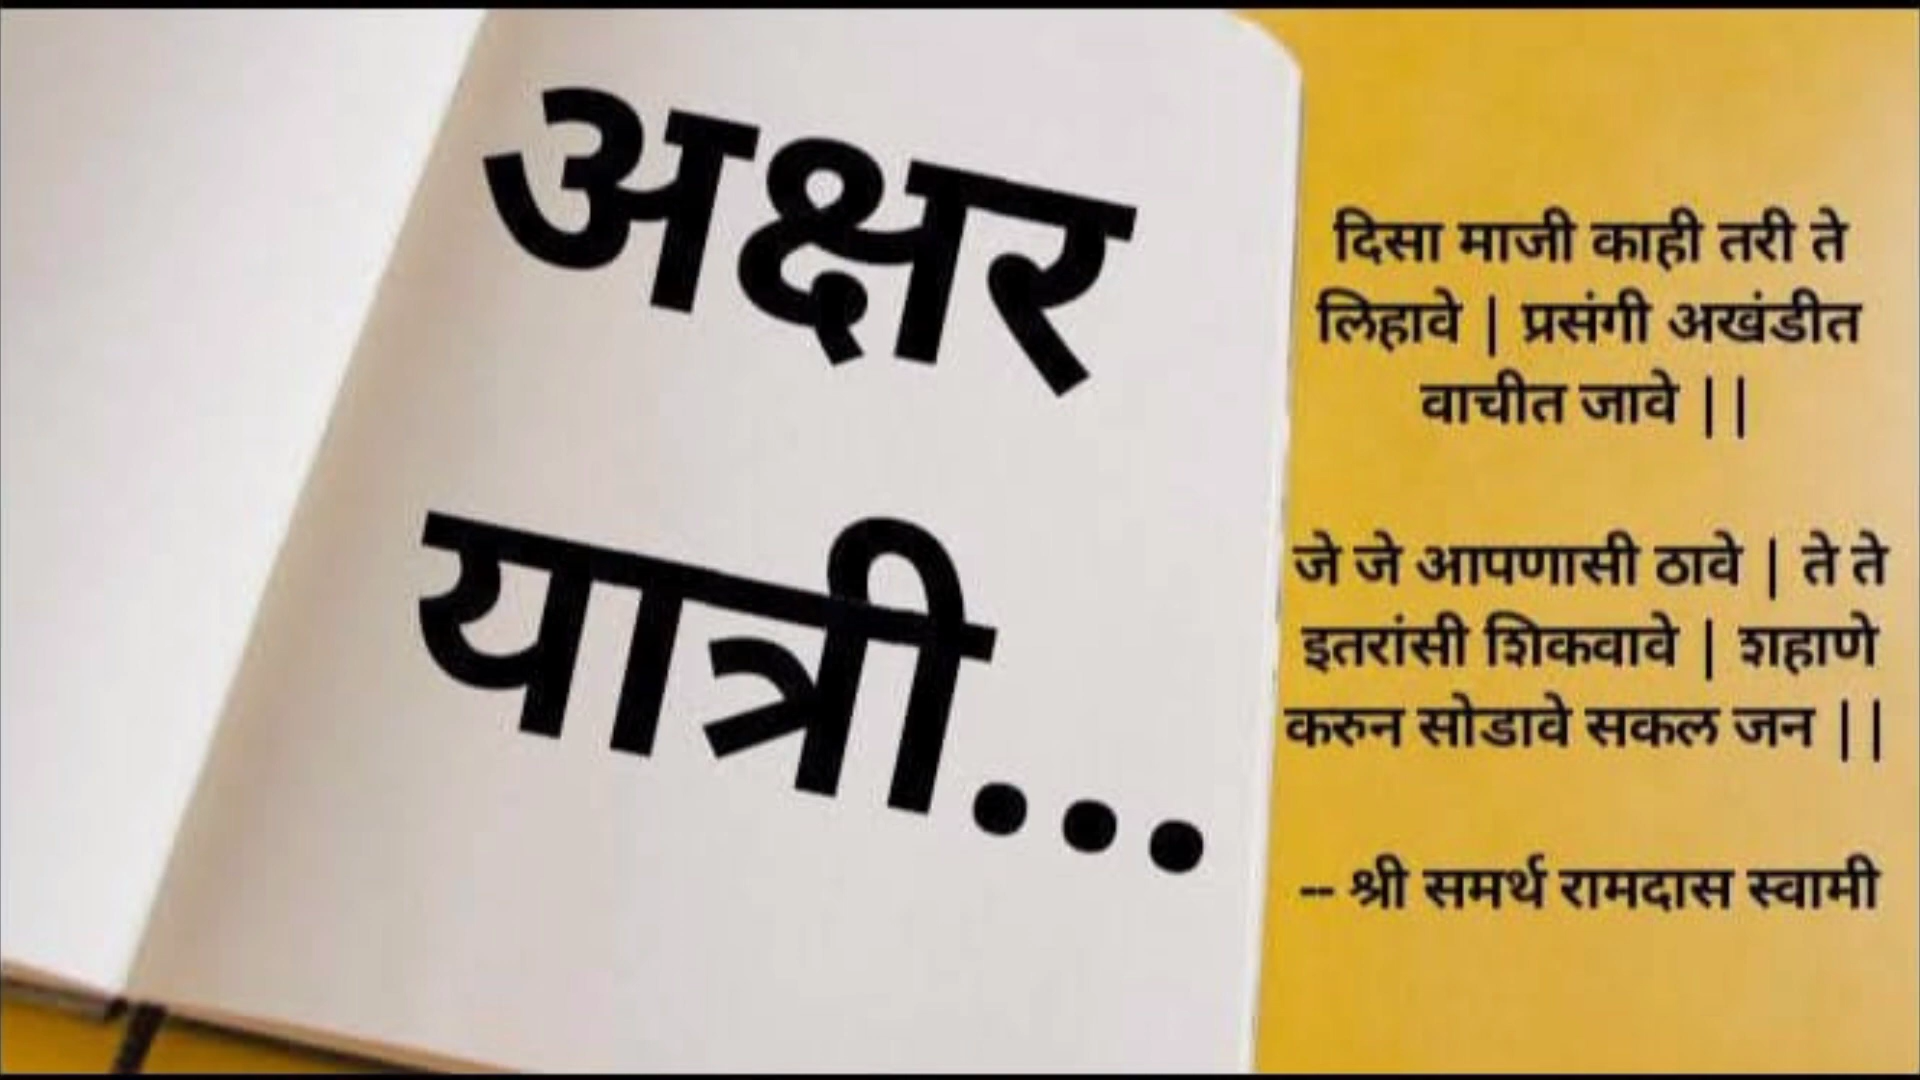 अक्षर
यात्री...
दिसा माजी काही तरी ते
लिहावे | प्रसंगी अखंडीत
वाचीत जावे ||
जे जे आपणासी ठावे | ते ते
इतरांसी शिकवावे | शहाणे
करुन सोडावे सकल जन ||
-- श्री समर्थ रामदास स्वामी